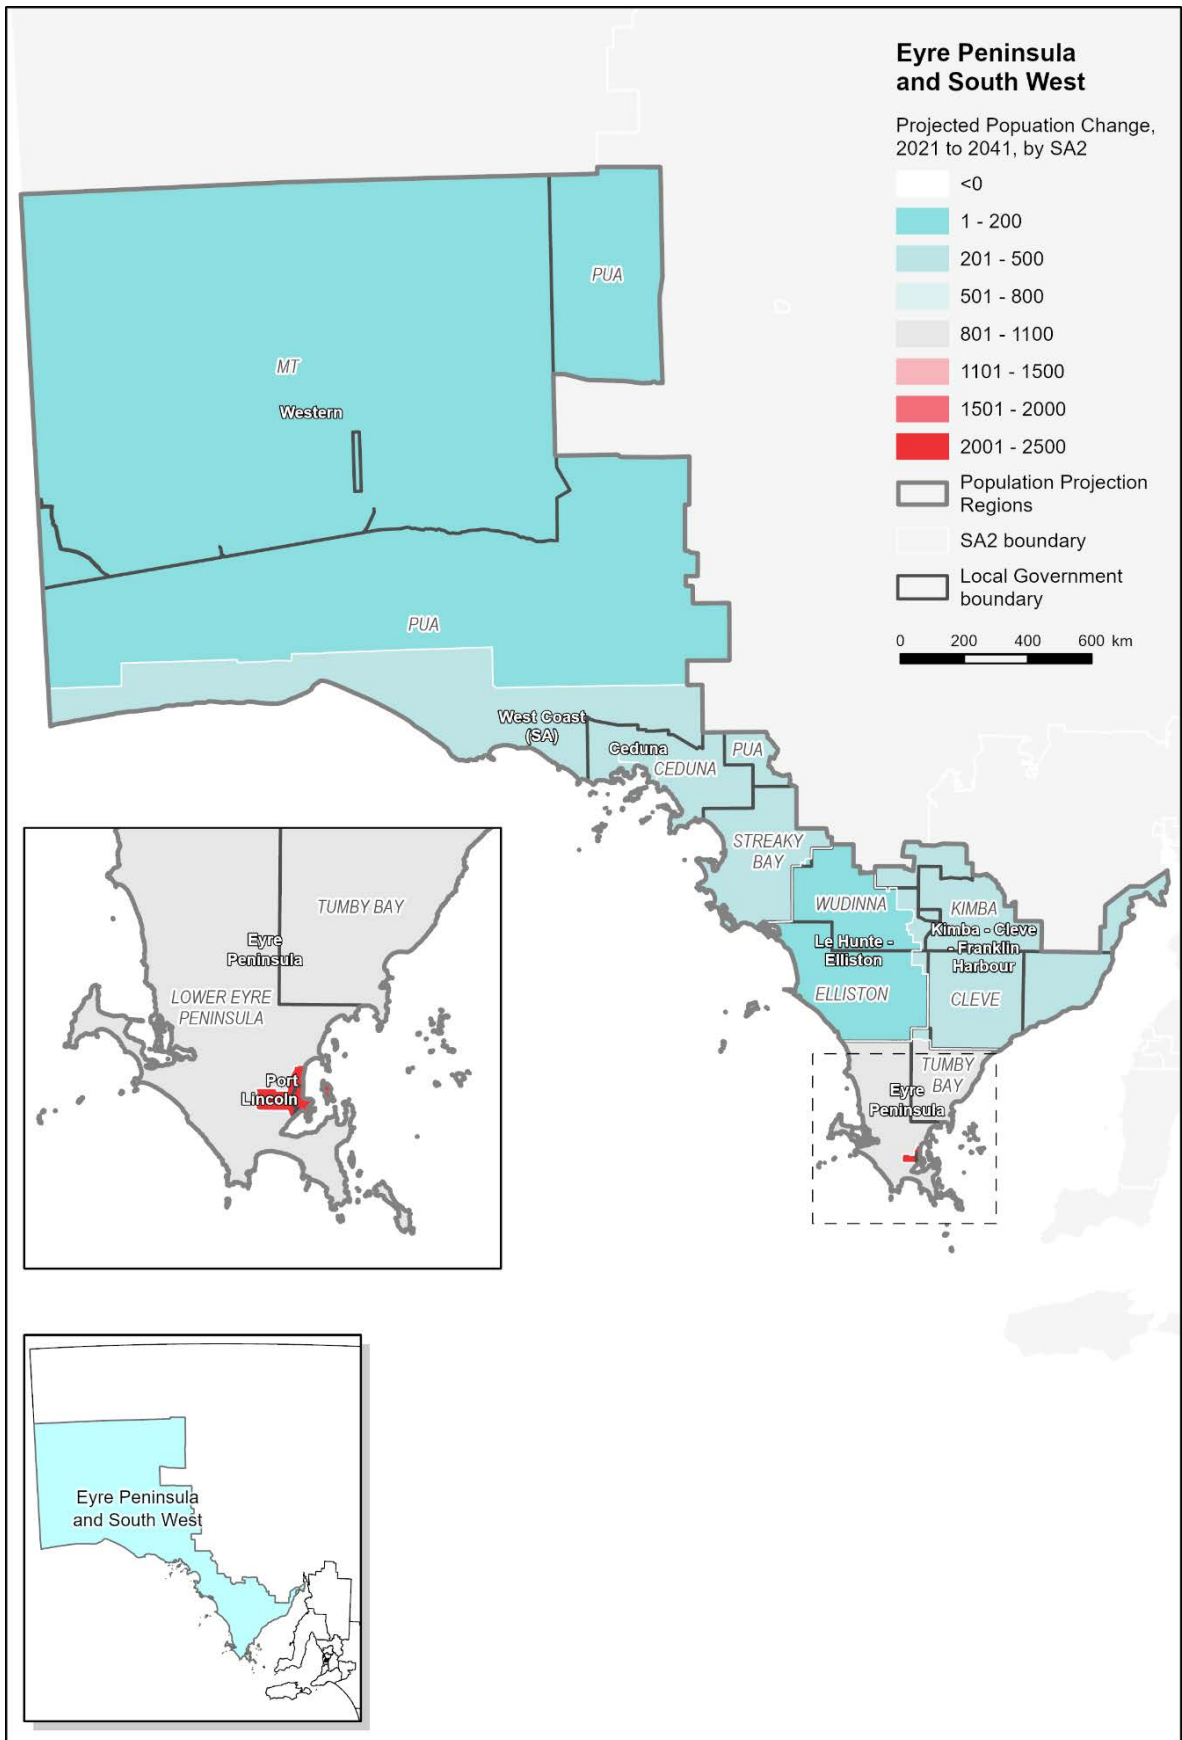 Eyre Peninsula
and South West
Projected Popuation Change,
2021 to 2041, by SA2
<0
1 - 200
201 - 500
501 - 800
801 - 1100
1101 - 1500
1501 - 2000
2001 - 2500
Population Projection
Regions
SA2 boundary
Local Government
boundary
0 200 400 600 km
PUA
MT
Western
PUA
West Coast
(SA)
Ceduna
CEDUNA
PUA
STREAKY
BAY
WUDINNA
KIMBA
Le Hunte -
Elliston
Kimba - Cleve
- Franklin
Harbour
ELLISTON
CLEVE
TUMBY
BAY
Eyre
Peninsula
TUMBY BAY
Eyre
Peninsula
LOWER EYRE
PENINSULA
Port
Lincoln
Eyre Peninsula
and South West